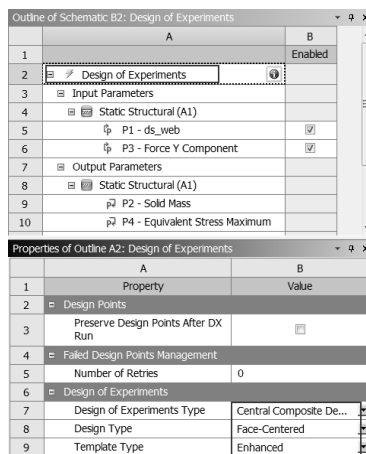 Outline of Schematic B2: Design of Experiments
A B
1 Enabled
2 Design of Experiments
3 Input Parameters
4 Static Structural (A1)
5 P1 - ds_web
6 P3 - Force Y Component
7 Output Parameters
8 Static Structural (A1)
9 P2 - Solid Mass
10 P4 - Equivalent Stress Maximum
Properties of Outline A2: Design of Experiments
A B
1 Property Value
2 Design Points
3 Preserve Design Points After DX
Run
4 Failed Design Points Management
5 Number of Retries 0
6 Design of Experiments
7 Design of Experiments Type Central Composite De...
8 Design Type Face-Centered
9 Template Type Enhanced